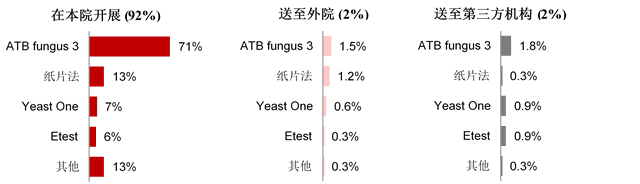 在本院开展 (92%)
ATB fungus 3 71%
纸片法 13%
Yeast One 7%
Etest 6%
其他 13%
送至外院 (2%)
ATB fungus 3 1.5%
纸片法 1.2%
Yeast One 0.6%
Etest 0.3%
其他 0.3%
送至第三方机构 (2%)
ATB fungus 3 1.8%
纸片法 0.3%
Yeast One 0.9%
Etest 0.9%
其他 0.3%